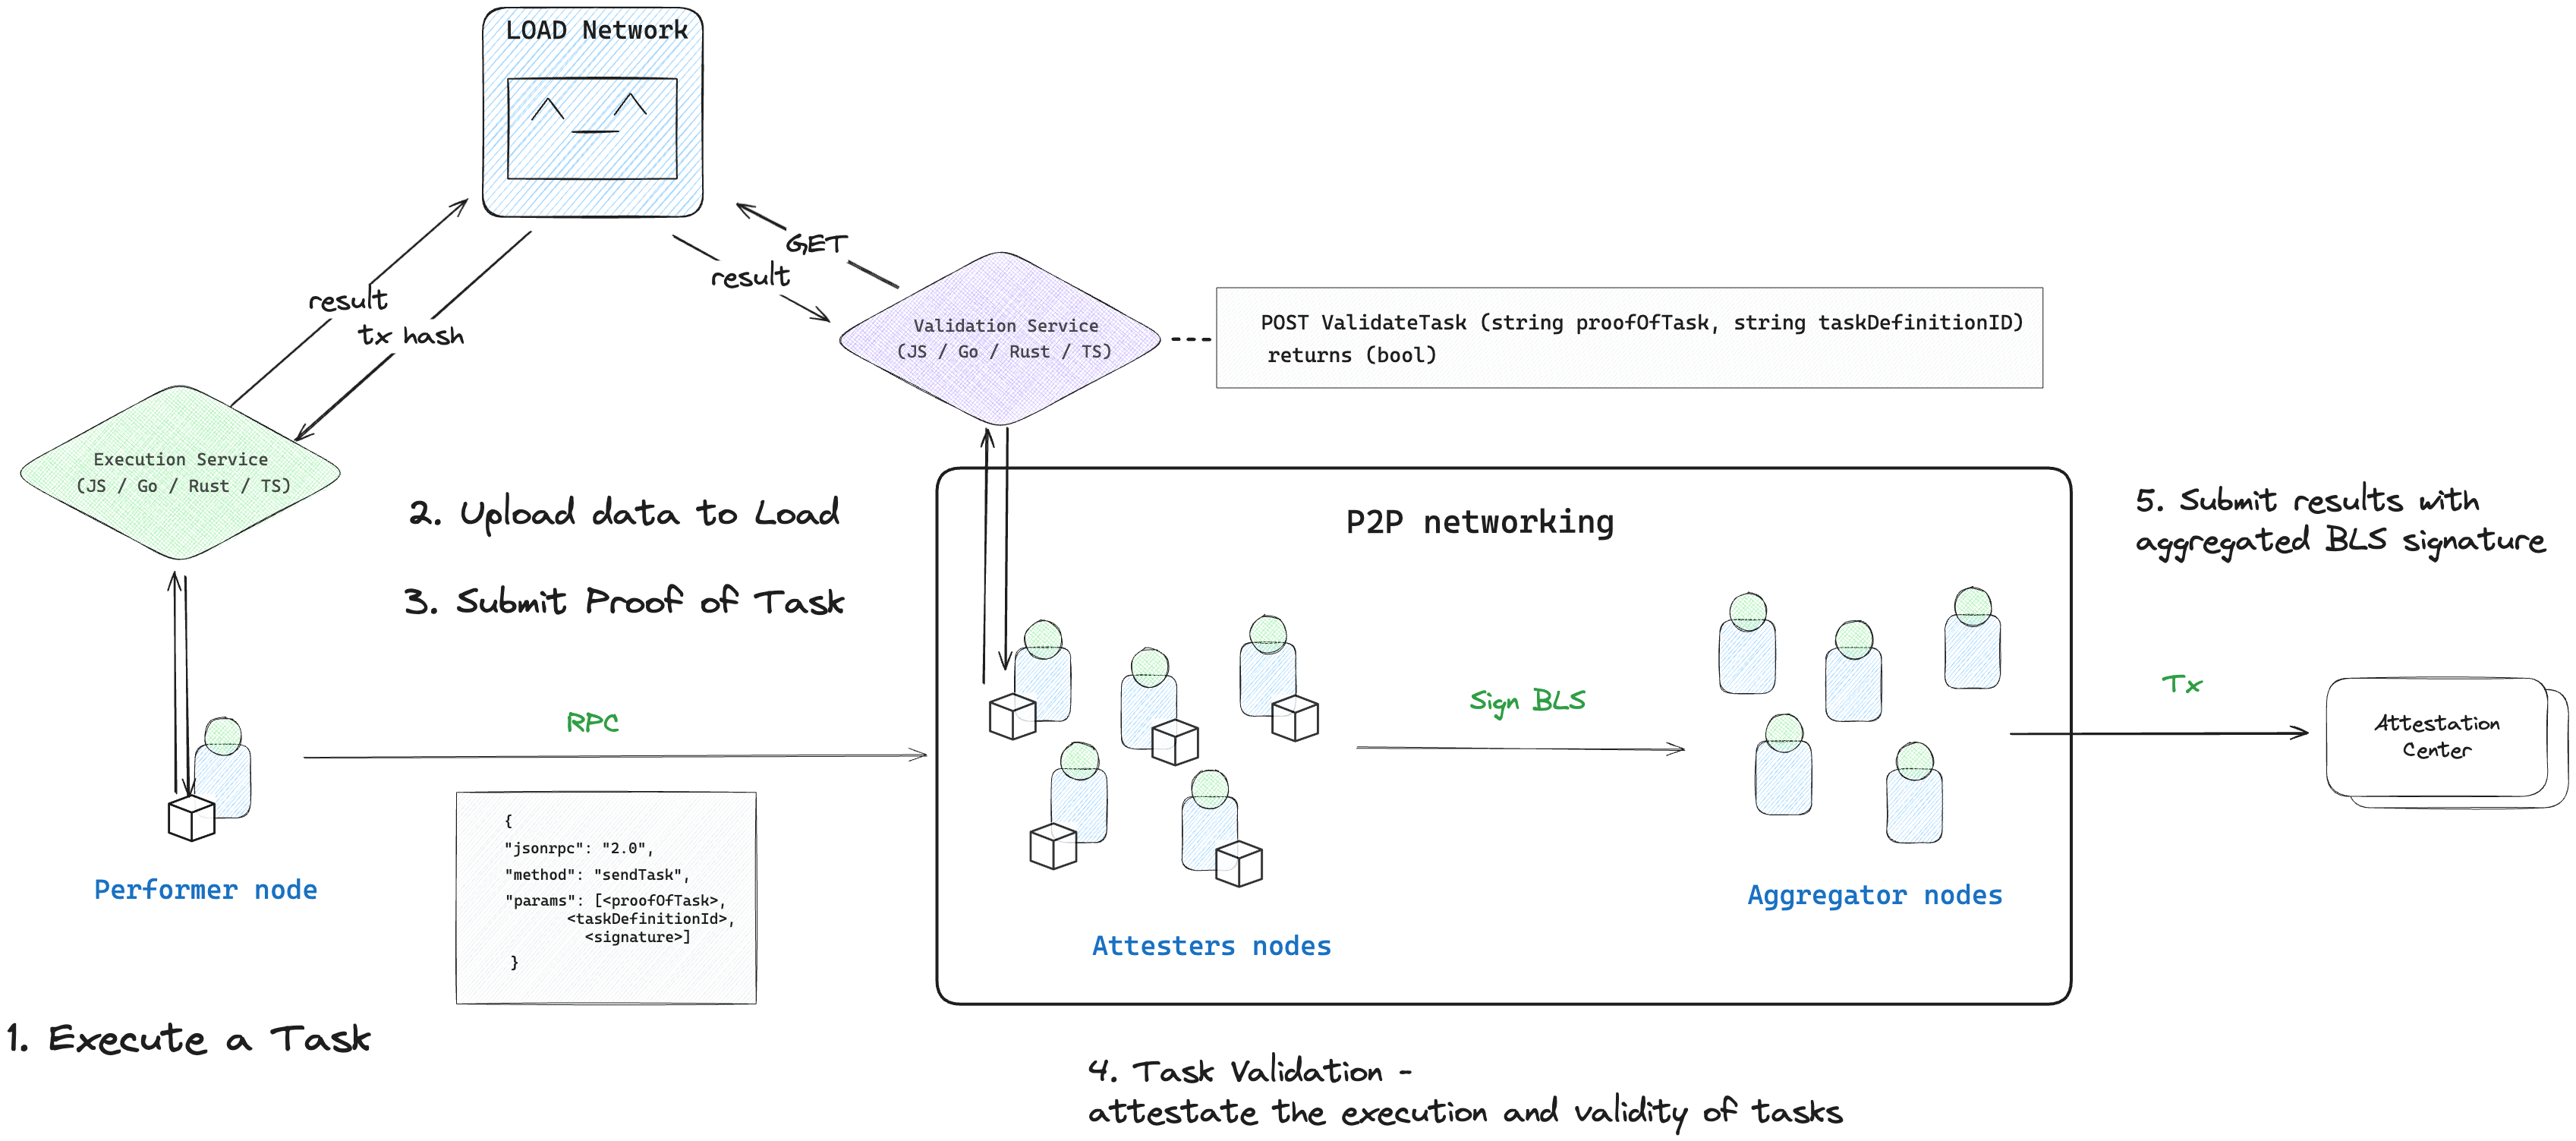 LOAD Network
GET
result
result
tx hash
Validation Service
(JS / Go / Rust / TS)
POST ValidateTask (string proofOfTask, string taskDefinitionID)
returns (bool)
Execution Service
(JS / Go / Rust / TS)
2. Upload data to Load
3. Submit Proof of Task
P2P networking
5. Submit results with
aggregated BLS signature
RPC
Sign BLS
Tx
Attestation
Center
{
"jsonrpc": "2.0",
"method": "sendTask",
"params": [<proofOfTask>,
<taskDefinitionId>,
<signature>]
}
Performer node
Attesters nodes
Aggregator nodes
1. Execute a Task
4. Task Validation -
attestate the execution and validity of tasks